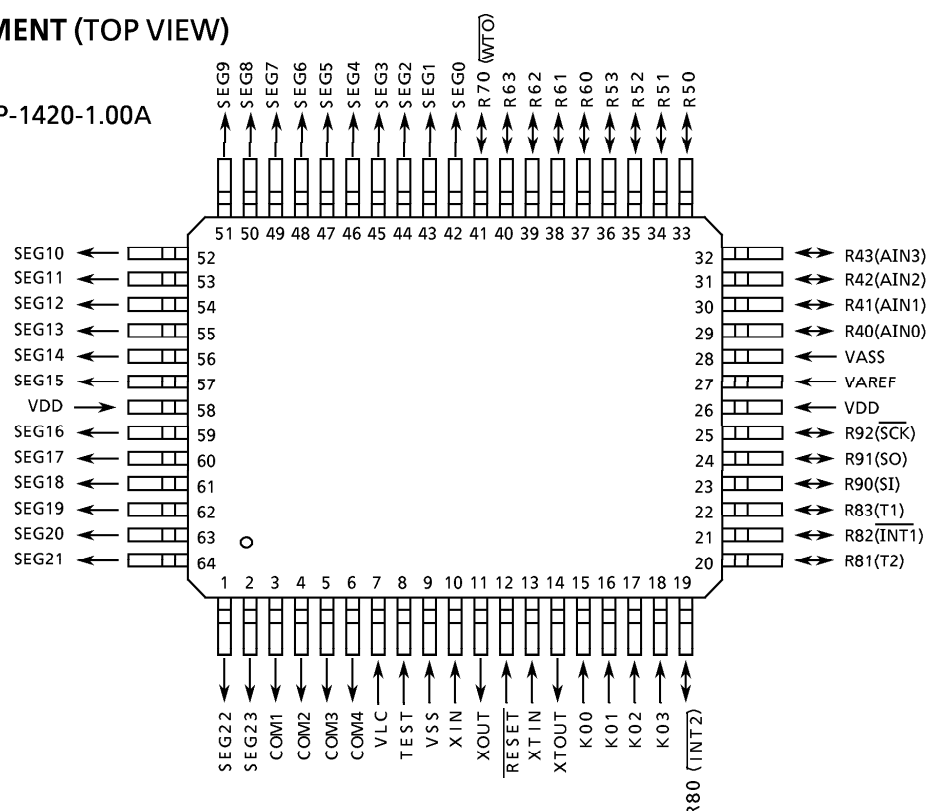 MENT (TOP VIEW)
P-1420-1.00A
SEG9 SEG8 SEG7 SEG6 SEG5 SEG4 SEG3 SEG2 SEG1 SEG0 R70 (WTO) R63 R62 R61 R60 R53 R52 R51 R50
51 50 49 48 47 46 45 44 43 42 41 40 39 38 37 36 35 34 33
SEG10 52 32 R43(AIN3)
SEG11 53 31 R42(AIN2)
SEG12 54 30 R41(AIN1)
SEG13 55 29 R40(AIN0)
SEG14 56 28 VASS
SEG15 57 27 VAREF
VDD 58 26 VDD
SEG16 59 25 R92(SCK)
SEG17 60 24 R91(SO)
SEG18 61 23 R90(SI)
SEG19 62 22 R83(T1)
SEG20 63 21 R82(INT1)
SEG21 64 20 R81(T2)
1 2 3 4 5 6 7 8 9 10 11 12 13 14 15 16 17 18 19
SEG22 SEG23 COM1 COM2 COM3 COM4 VLC TEST VSS XIN XOUT RESET XTIN XTOUT K00 K01 K02 K03 R80 (INT2)